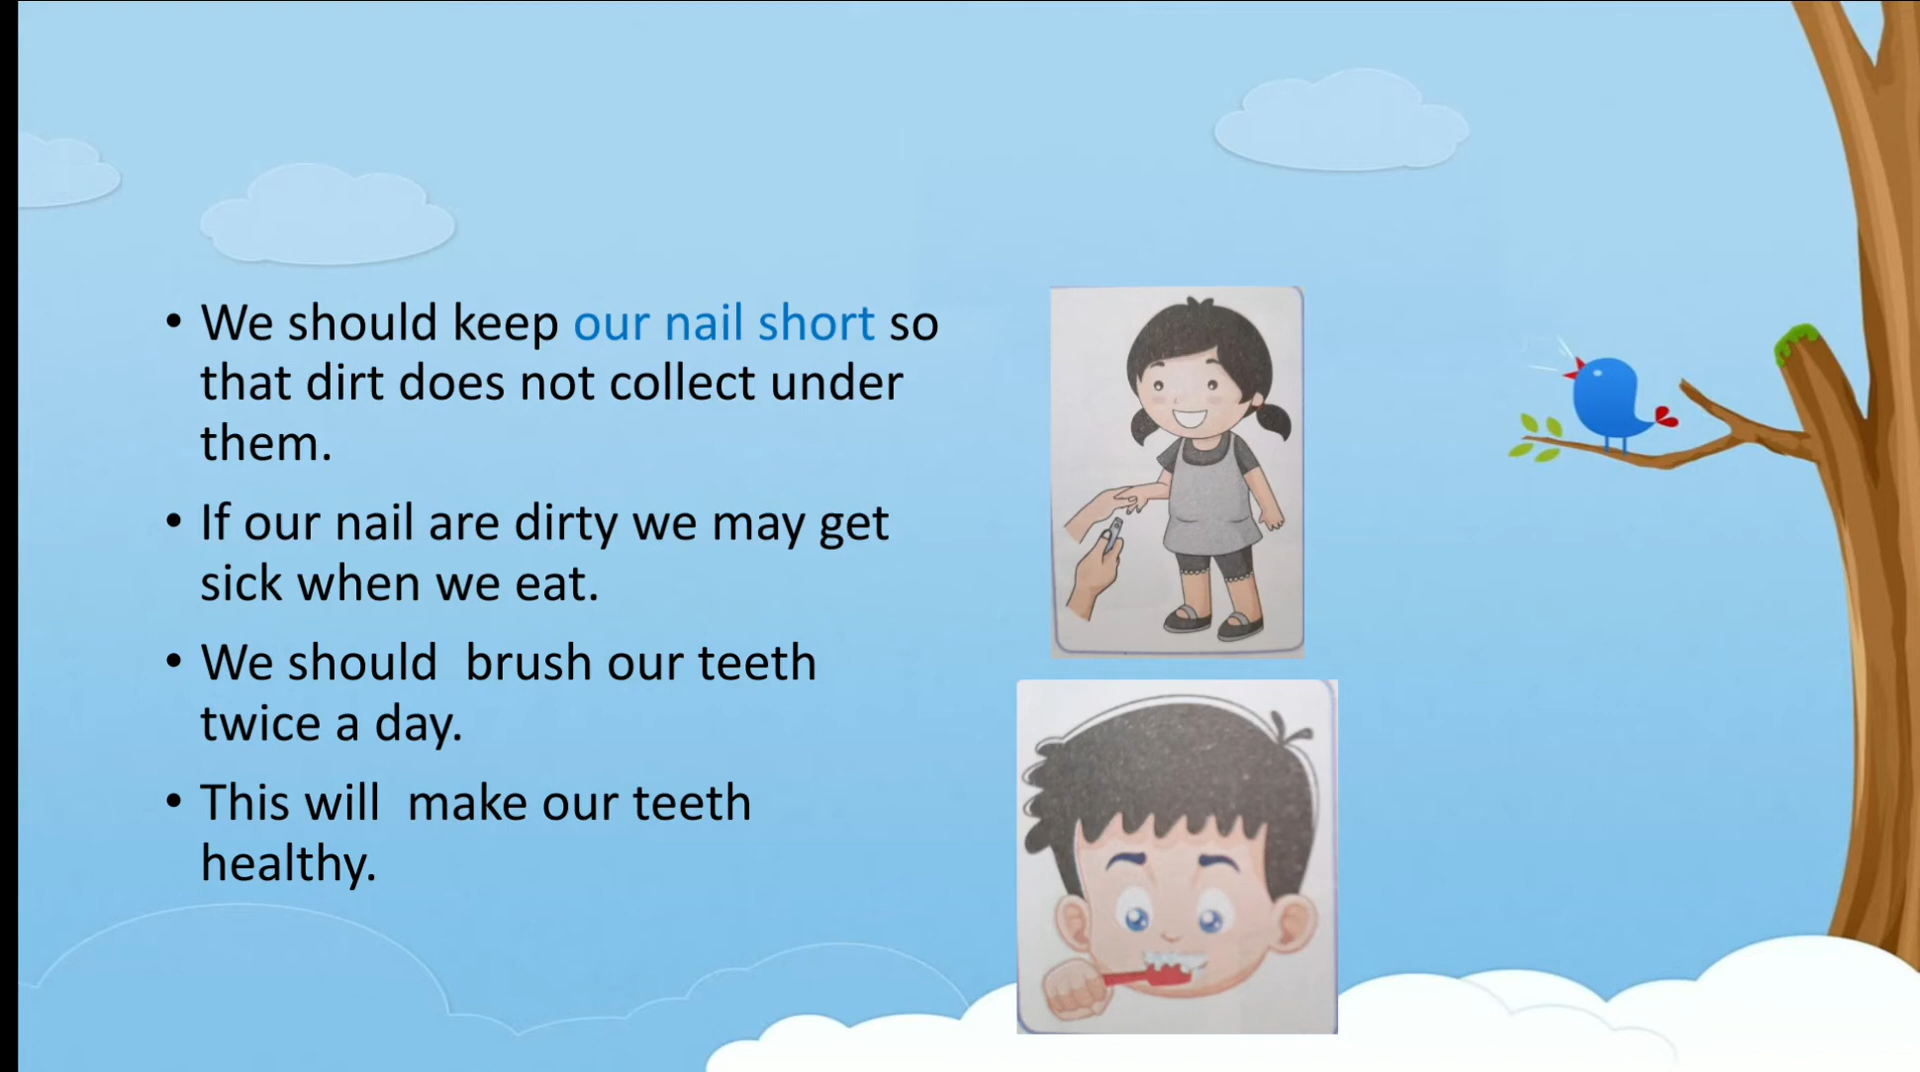 • We should keep our nail short so
that dirt does not collect under
them.
• If our nail are dirty we may get
sick when we eat.
• We should  brush our teeth
twice a day.
• This will  make our teeth
healthy.